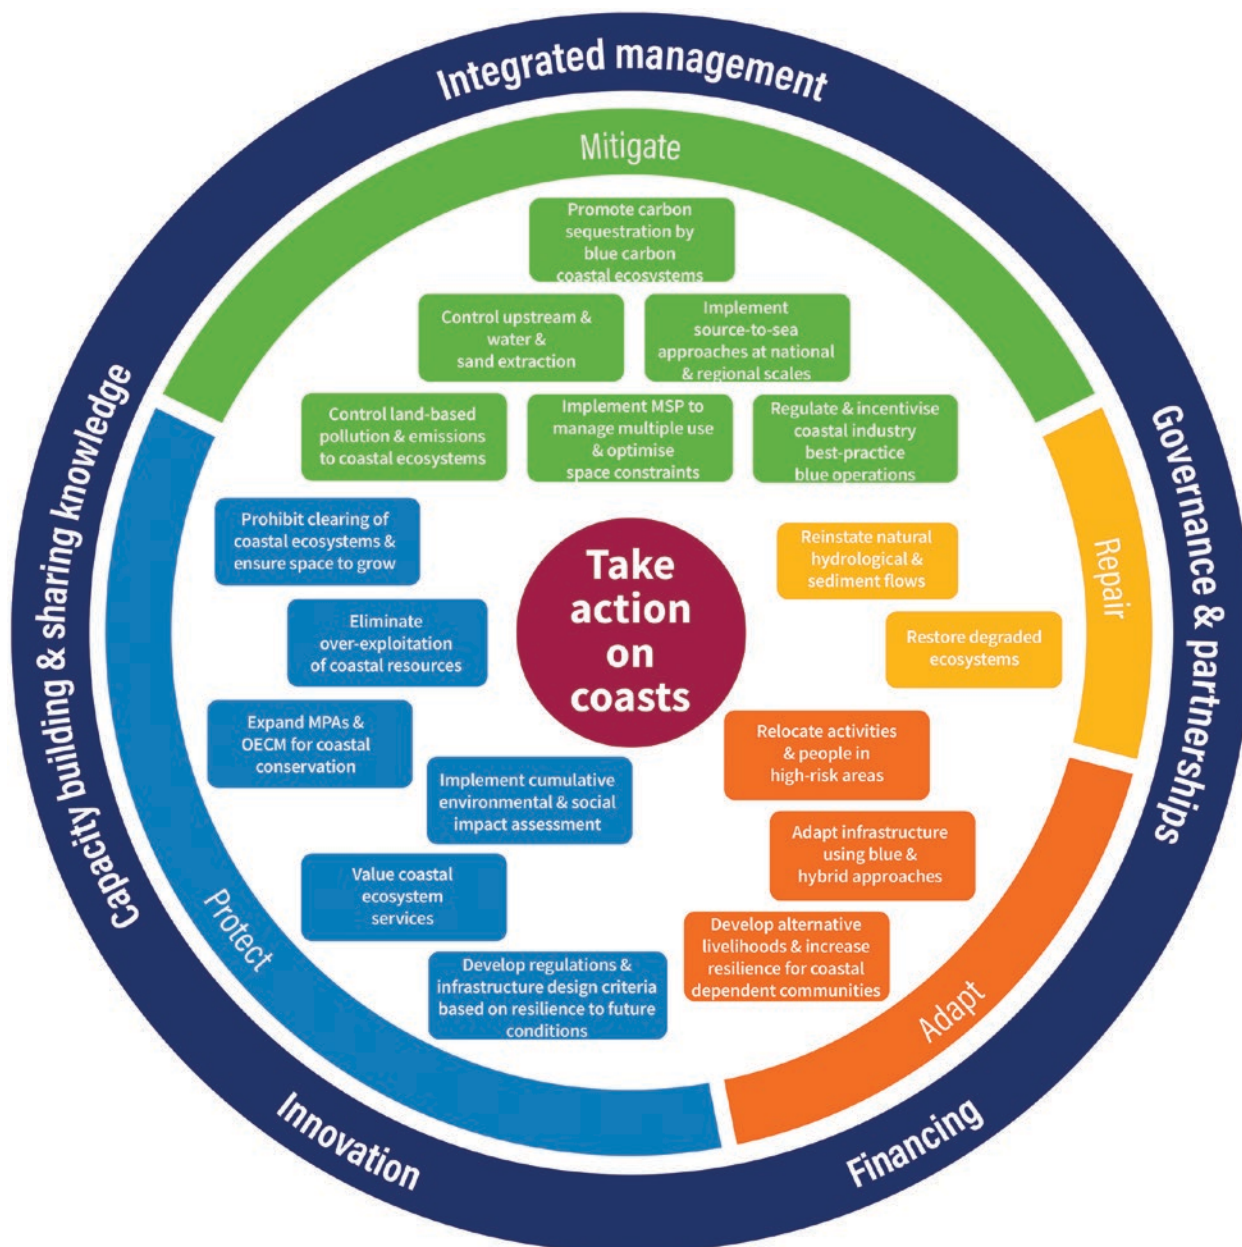 Integrated management
Mitigate
Promote carbon
sequestration by
blue carbon
coastal ecosystems
Control upstream &
water &
sand extraction
Implement
source-to-sea
approaches at national
& regional scales
Control land-based
pollution & emissions
to coastal ecosystems
Implement MSP to
manage multiple use
& optimise
space constraints
Regulate & incentivise
coastal industry
best-practice
blue operations
Capacity building & sharing knowledge
Governance & partnerships
Prohibit clearing of
coastal ecosystems &
ensure space to grow
Eliminate
over-exploitation
of coastal resources
Expand MPAs &
OECM for coastal
conservation
Implement cumulative
environmental & social
impact assessment
Value coastal
ecosystem
services
Develop regulations &
infrastructure design criteria
based on resilience to future
conditions
Protect
Take
action
on
coasts
Reinstate natural
hydrological &
sediment flows
Restore degraded
ecosystems
Repair
Relocate activities
& people in
high-risk areas
Adapt infrastructure
using blue &
hybrid approaches
Develop alternative
livelihoods & increase
resilience for coastal
dependent communities
Adapt
Innovation
Financing